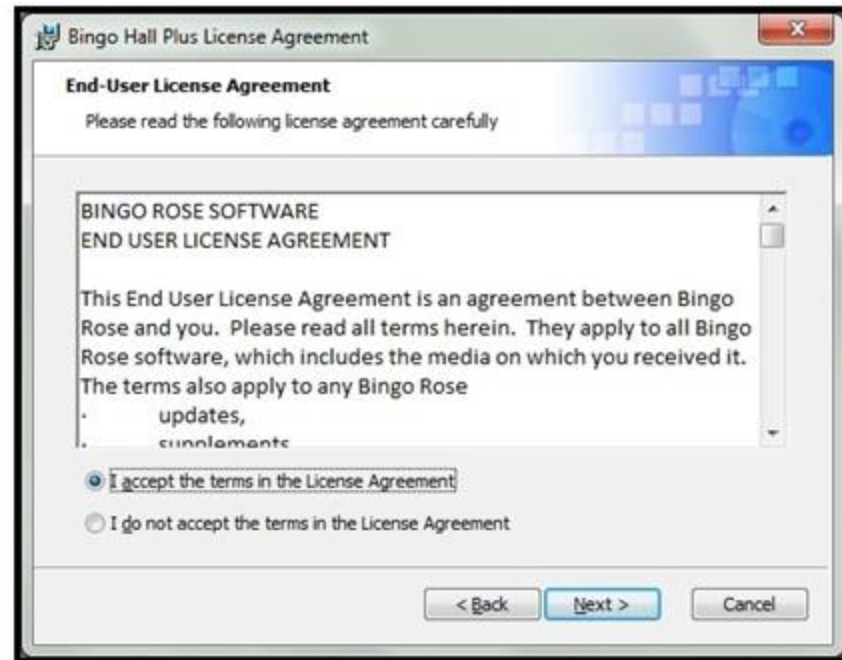 Bingo Hall Plus License Agreement
End-User License Agreement
Please read the following license agreement carefully
BINGO ROSE SOFTWARE
END USER LICENSE AGREEMENT
This End User License Agreement is an agreement between Bingo
Rose and you.  Please read all terms herein.  They apply to all Bingo
Rose software, which includes the media on which you received it.
The terms also apply to any Bingo Rose
· updates,
· supplements
I accept the terms in the License Agreement
I do not accept the terms in the License Agreement
< Back
Next >
Cancel